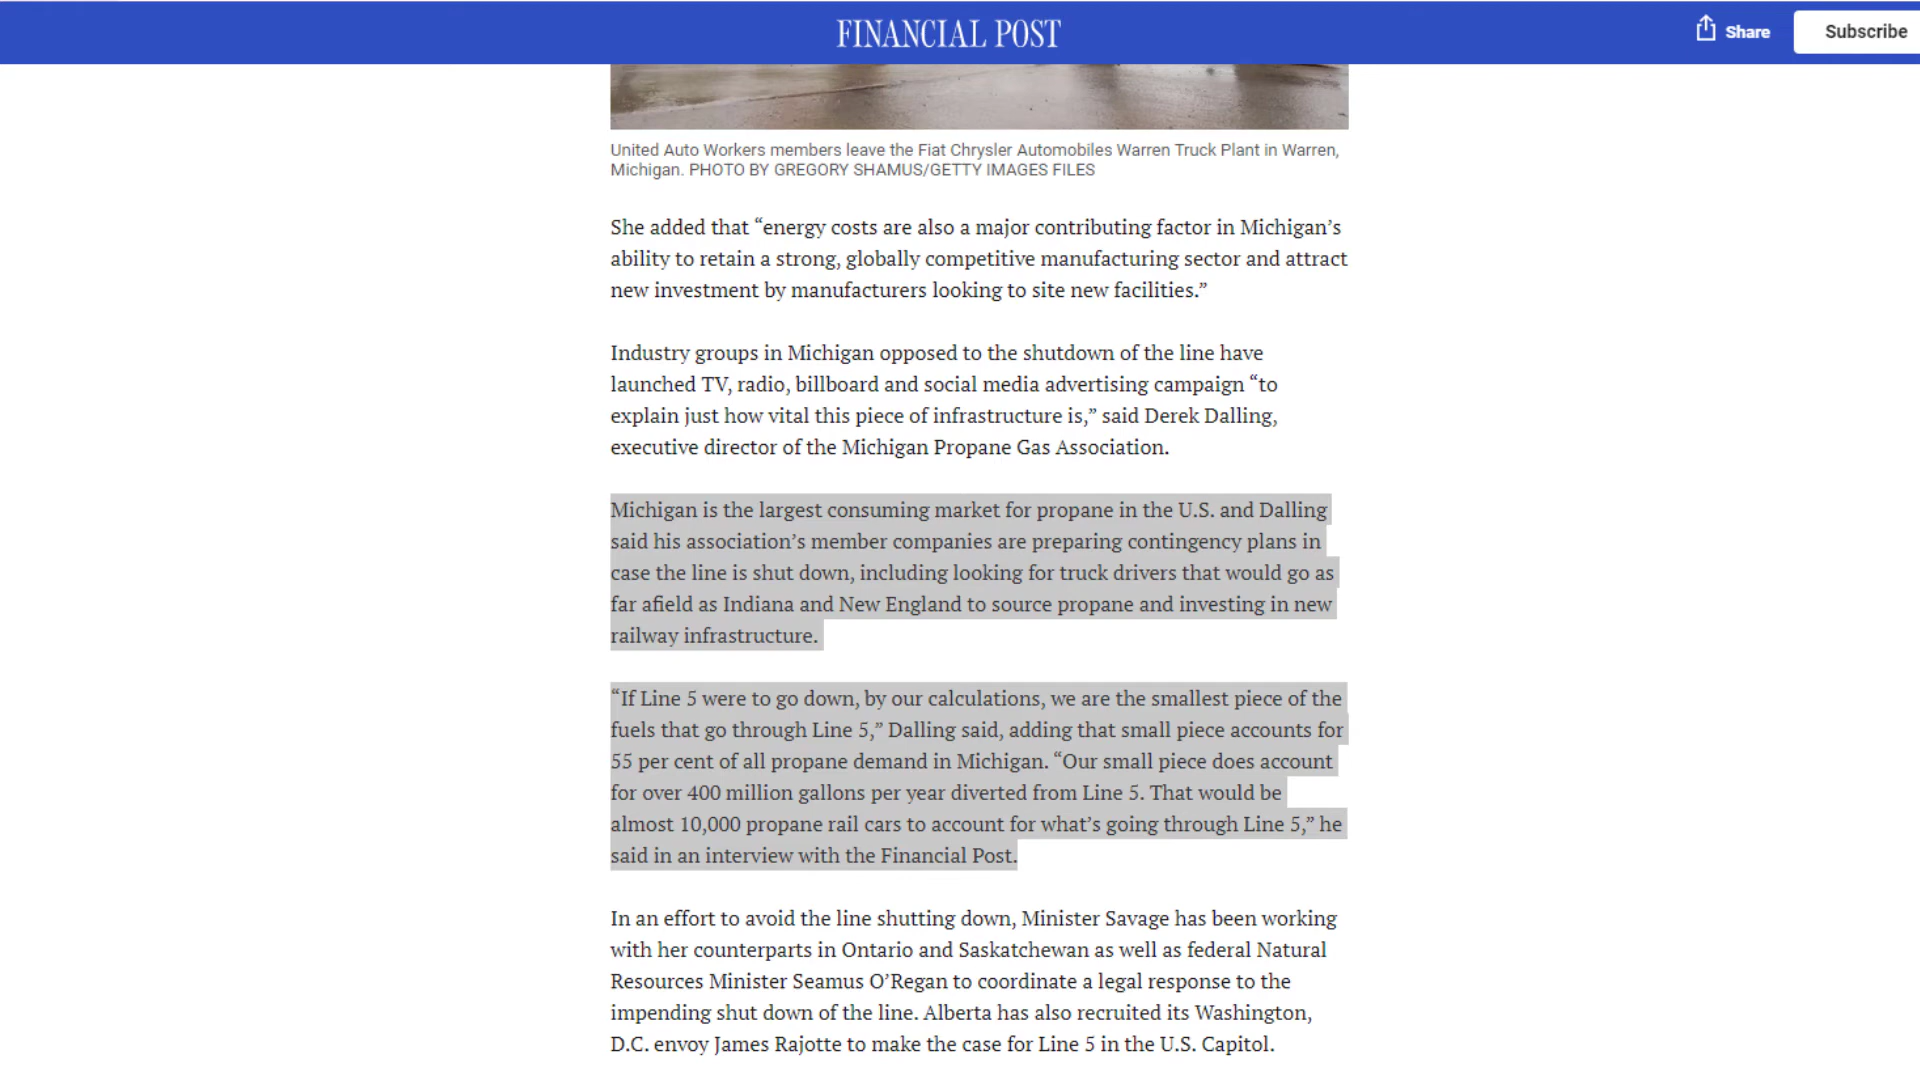 FINANCIAL POST
Share
Subscribe
United Auto Workers members leave the Fiat Chrysler Automobiles Warren Truck Plant in Warren,
Michigan. PHOTO BY GREGORY SHAMUS/GETTY IMAGES FILES
She added that “energy costs are also a major contributing factor in Michigan’s
ability to retain a strong, globally competitive manufacturing sector and attract
new investment by manufacturers looking to site new facilities.”
Industry groups in Michigan opposed to the shutdown of the line have
launched TV, radio, billboard and social media advertising campaign “to
explain just how vital this piece of infrastructure is,” said Derek Dalling,
executive director of the Michigan Propane Gas Association.
Michigan is the largest consuming market for propane in the U.S. and Dalling
said his association’s member companies are preparing contingency plans in
case the line is shut down, including looking for truck drivers that would go as
far afield as Indiana and New England to source propane and investing in new
railway infrastructure.
“If Line 5 were to go down, by our calculations, we are the smallest piece of the
fuels that go through Line 5,” Dalling said, adding that small piece accounts for
55 per cent of all propane demand in Michigan. “Our small piece does account
for over 400 million gallons per year diverted from Line 5. That would be
almost 10,000 propane rail cars to account for what’s going through Line 5,” he
said in an interview with the Financial Post.
In an effort to avoid the line shutting down, Minister Savage has been working
with her counterparts in Ontario and Saskatchewan as well as federal Natural
Resources Minister Seamus O’Regan to coordinate a legal response to the
impending shut down of the line. Alberta has also recruited its Washington,
D.C. envoy James Rajotte to make the case for Line 5 in the U.S. Capitol.